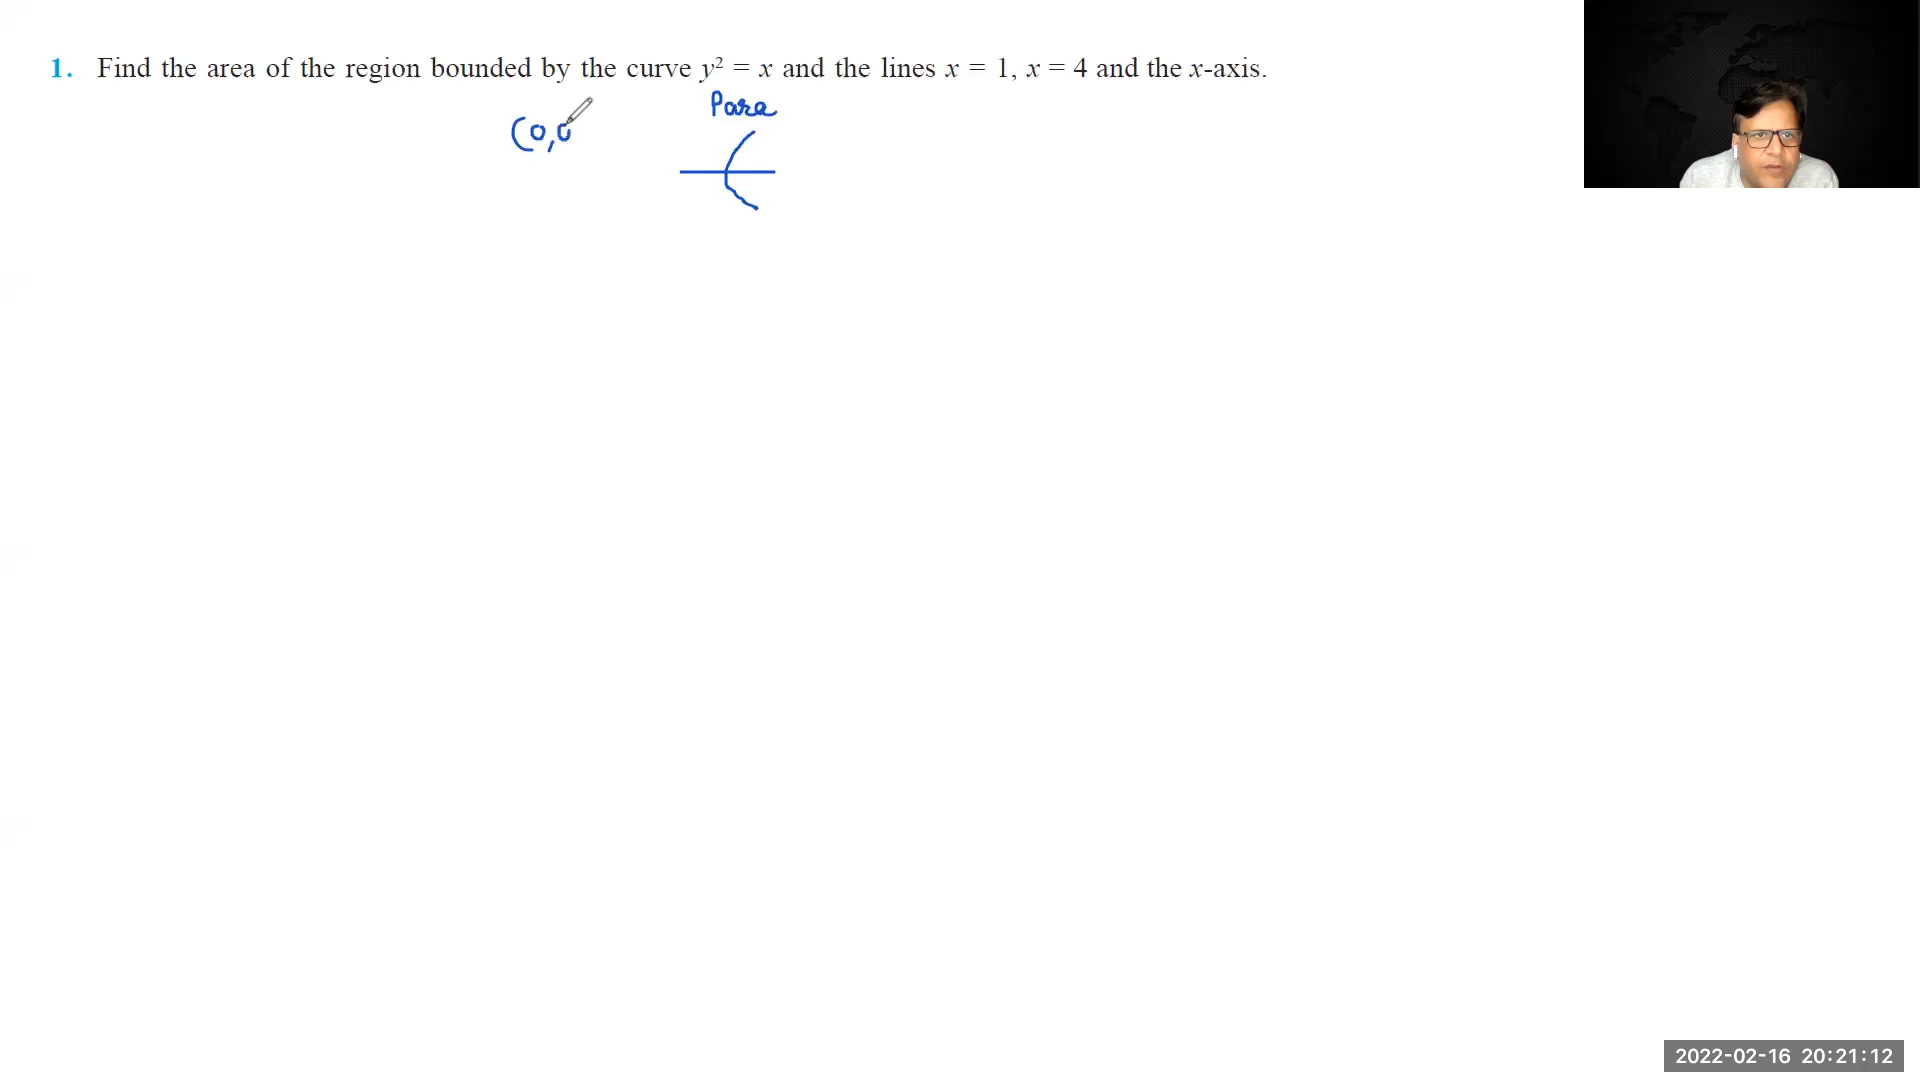 1. Find the area of the region bounded by the curve y² = x and the lines x = 1, x = 4 and the x-axis.
Para
(0,0
2022-02-16 20:21:12